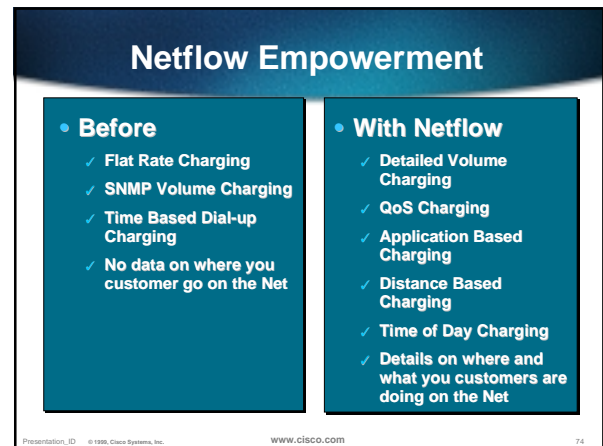 Netflow Empowerment
• Before
✓ Flat Rate Charging
✓ SNMP Volume Charging
✓ Time Based Dial-up
Charging
✓ No data on where you
customer go on the Net
• With Netflow
✓ Detailed Volume
Charging
✓ QoS Charging
✓ Application Based
Charging
✓ Distance Based
Charging
✓ Time of Day Charging
✓ Details on where and
what you customers are
doing on the Net
Presentation_ID © 1999, Cisco Systems, Inc. www.cisco.com 74